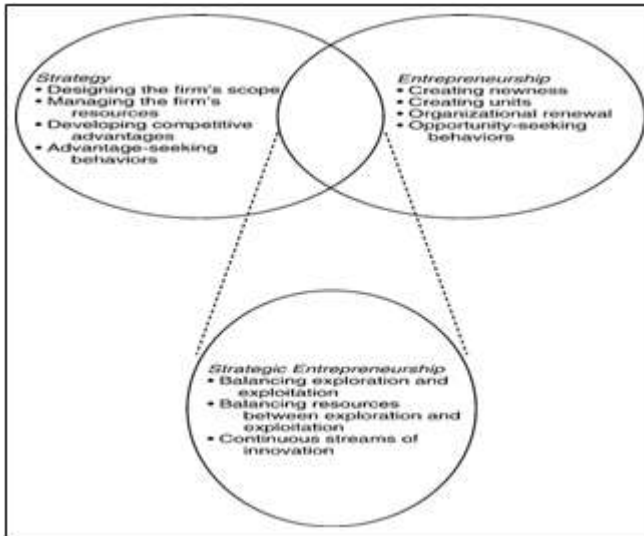 Strategy
• Designing the firm's scope
• Managing the firm's
resources
• Developing competitive
advantages
• Advantage-seeking
behaviors
Entrepreneurship
• Creating newness
• Creating units
• Organizational renewal
• Opportunity-seeking
behaviors
Strategic Entrepreneurship
• Balancing exploration and
exploitation
• Balancing resources
between exploration and
exploitation
• Continuous streams of
innovation